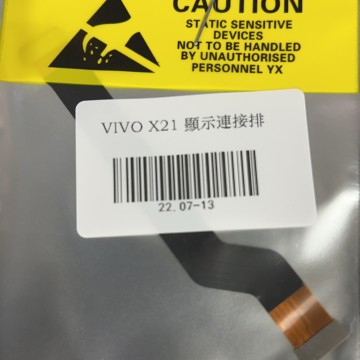 CAUTION
STATIC SENSITIVE
DEVICES
NOT TO BE HANDLED
BY UNAUTHORISED
PERSONNEL YX
VIVO X21 顯示連接排
22.07-13